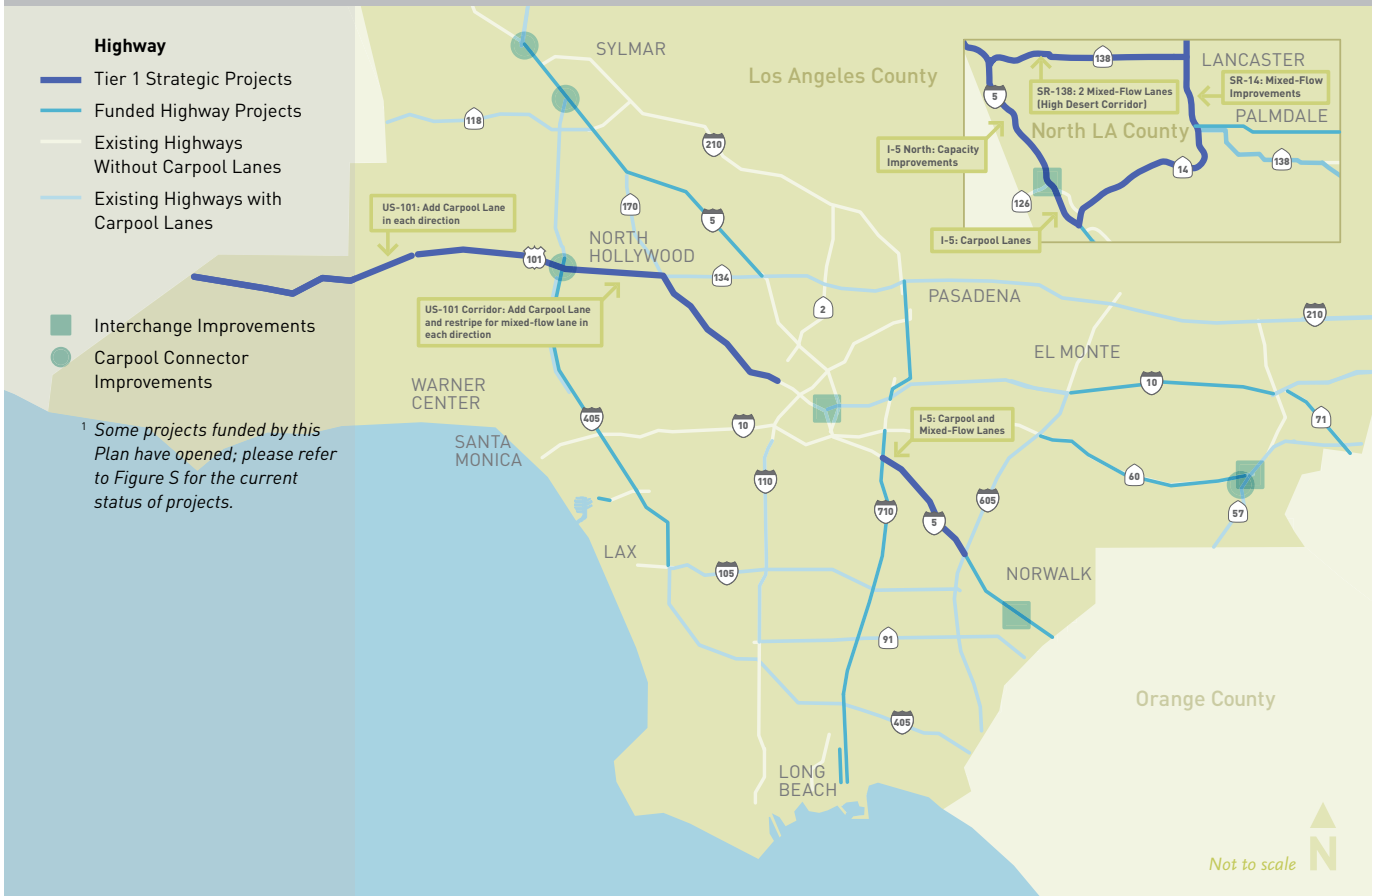 Highway
Tier 1 Strategic Projects
Funded Highway Projects
Existing Highways
Without Carpool Lanes
Existing Highways with
Carpool Lanes
Interchange Improvements
Carpool Connector
Improvements
1 Some projects funded by this
Plan have opened; please refer
to Figure S for the current
status of projects.
SYLMAR
Los Angeles County
118
210
170
5
US-101: Add Carpool Lane
in each direction
101
NORTH
HOLLYWOOD
134
2
US-101 Corridor: Add Carpool Lane
and restripe for mixed-flow lane in
each direction
WARNER
CENTER
SANTA
MONICA
405
10
110
LAX
105
PASADENA
EL MONTE
210
10
71
I-5: Carpool and
Mixed-Flow Lanes
60
57
605
710
5
NORWALK
91
405
LONG
BEACH
Orange County
Not to scale
N
138
LANCASTER
SR-138: 2 Mixed-Flow Lanes
(High Desert Corridor)
SR-14: Mixed-Flow
Improvements
5
PALMDALE
North LA County
I-5 North: Capacity
Improvements
14
138
126
I-5: Carpool Lanes